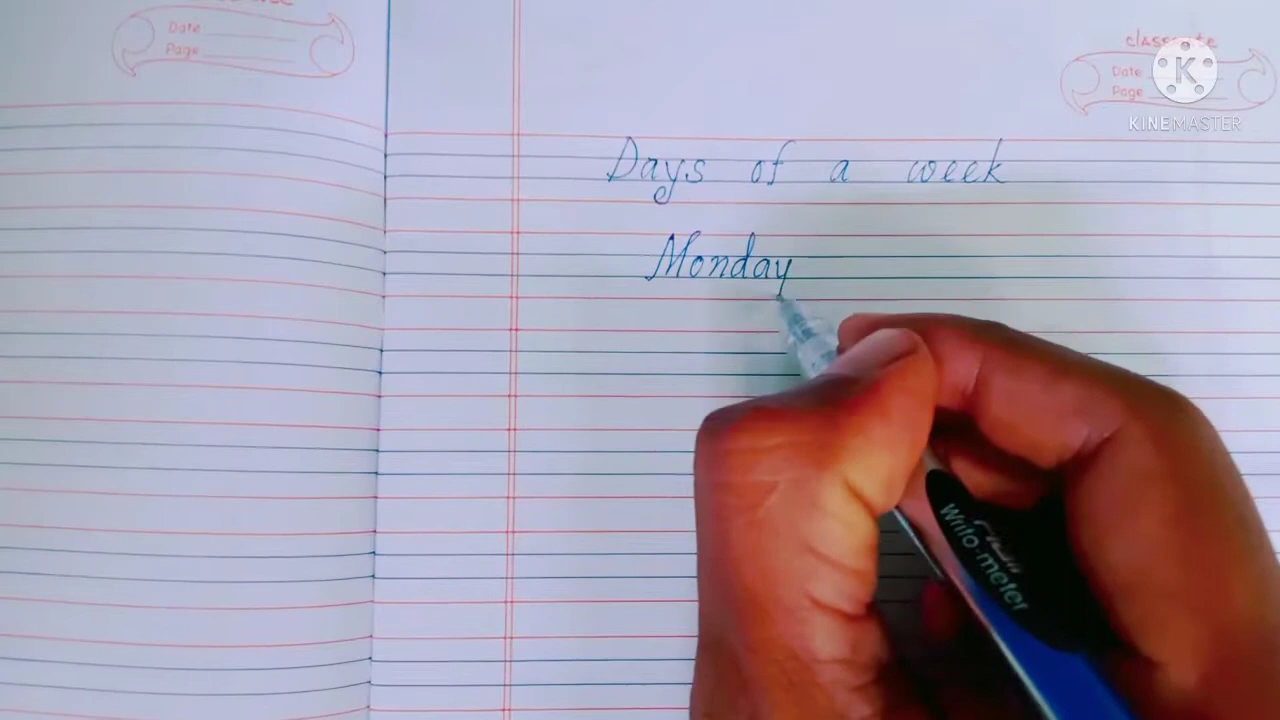 Date
Page
classmate
Date
Page
KINEMASTER
Days of a week
Monday
Writo-meter